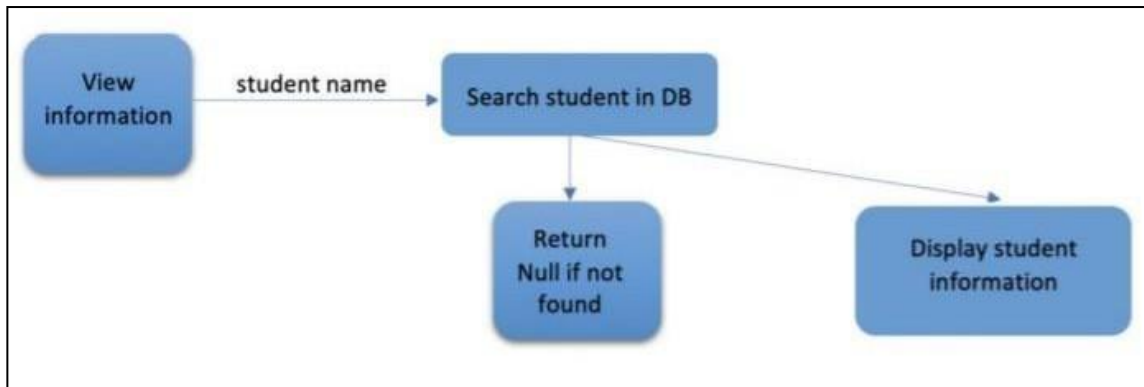 View
information
student name
Search student in DB
Return
Null if not
found
Display student
information